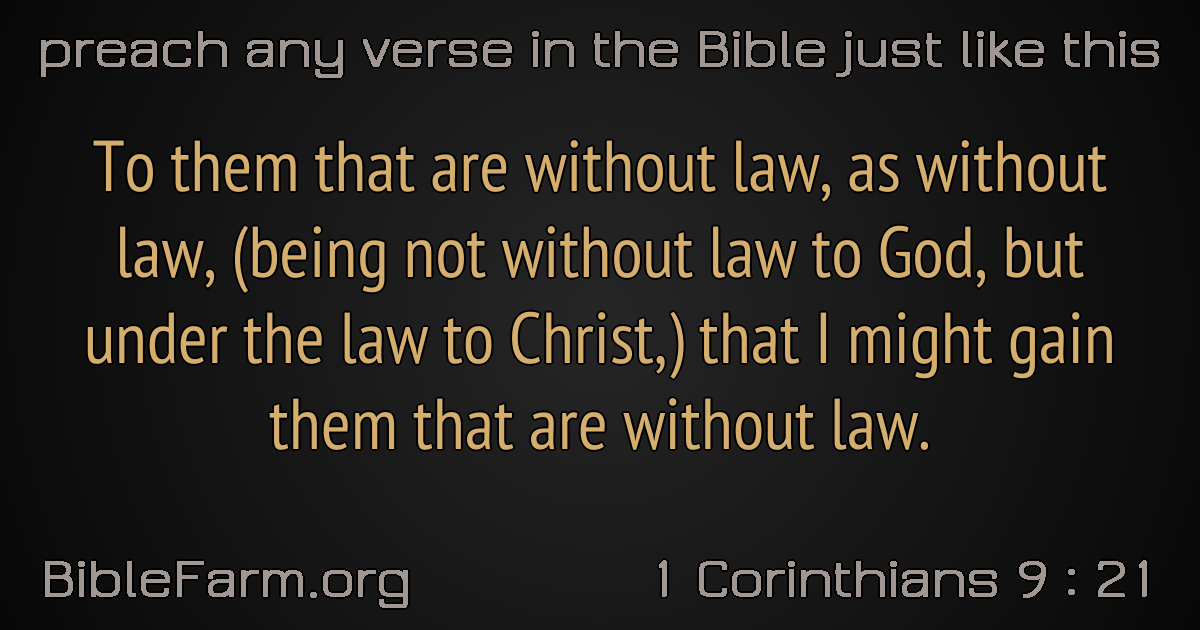 preach any verse in the Bible just like this
To them that are without law, as without
law, (being not without law to God, but
under the law to Christ,) that I might gain
them that are without law.
BibleFarm.org
1 Corinthians 9 : 21